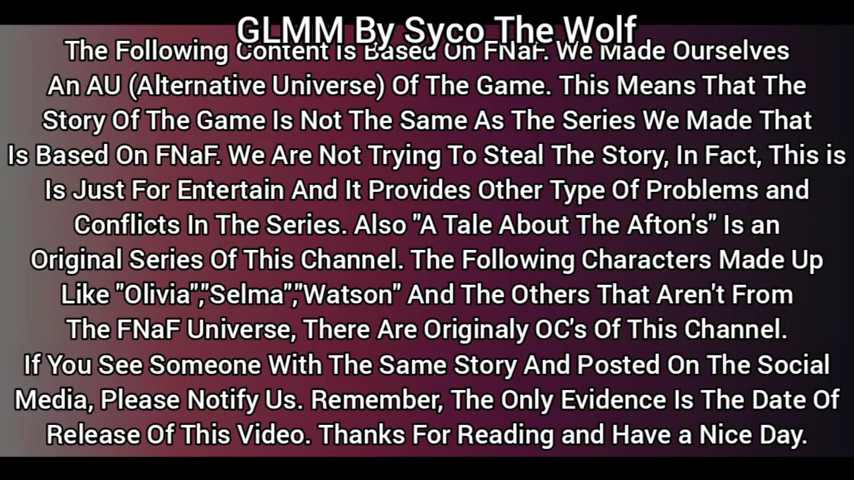 GLMM By Syco The Wolf
The Following Content Is Based On FNaF. We Made Ourselves
An AU (Alternative Universe) Of The Game. This Means That The
Story Of The Game Is Not The Same As The Series We Made That
Is Based On FNaF. We Are Not Trying To Steal The Story, In Fact, This is
Is Just For Entertain And It Provides Other Type Of Problems and
Conflicts In The Series. Also "A Tale About The Afton's" Is an
Original Series Of This Channel. The Following Characters Made Up
Like "Olivia","Selma","Watson" And The Others That Aren't From
The FNaF Universe, There Are Originaly OC's Of This Channel.
If You See Someone With The Same Story And Posted On The Social
Media, Please Notify Us. Remember, The Only Evidence Is The Date Of
Release Of This Video. Thanks For Reading and Have a Nice Day.